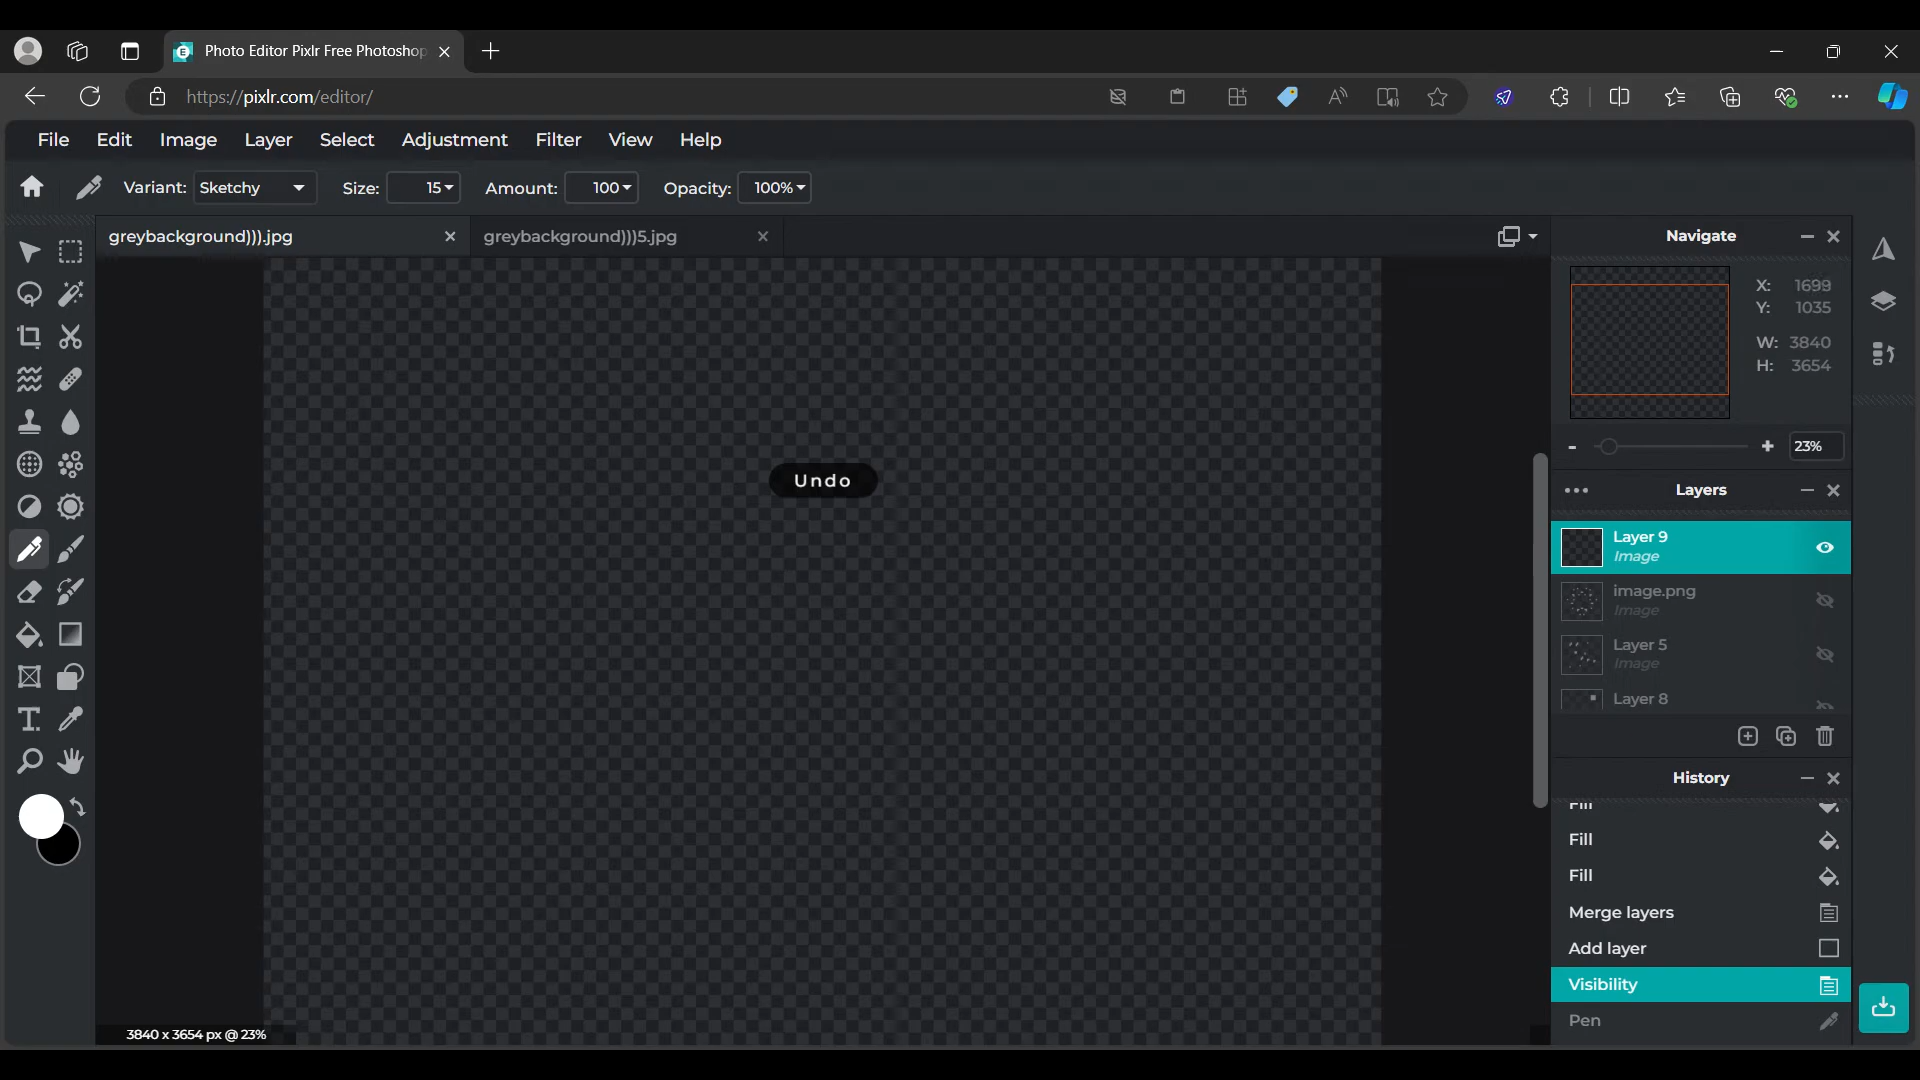 Photo Editor Pixlr Free Photoshop
https://pixlr.com/editor/
File Edit Image Layer Select Adjustment Filter View Help
Variant: Sketchy Size: 15 Amount: 100 Opacity: 100%
greybackground))).jpg
greybackground)))5.jpg
Navigate
X: 1699
Y: 1035
W: 3840
H: 3654
- + 23%
Layers
Layer 9
Image
image.png
Image
Layer 5
Image
Layer 8
Undo
History
Fill
Fill
Fill
Merge layers
Add layer
Visibility
Pen
3840 x 3654 px @ 23%